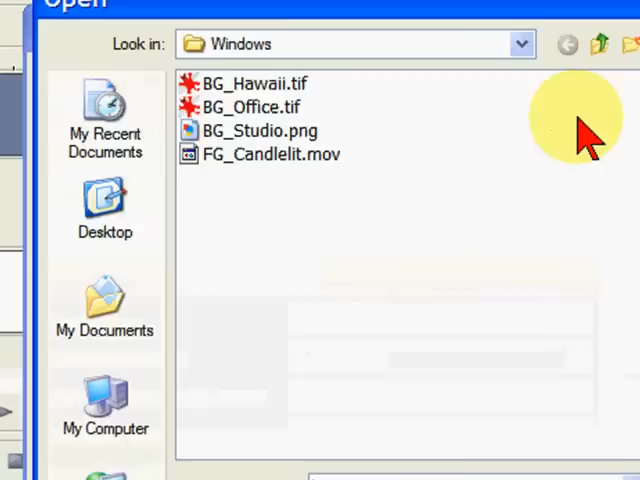 Open
Look in: Windows
BG_Hawaii.tif
BG_Office.tif
BG_Studio.png
FG_Candlelit.mov
My Recent
Documents
Desktop
My Documents
My Computer